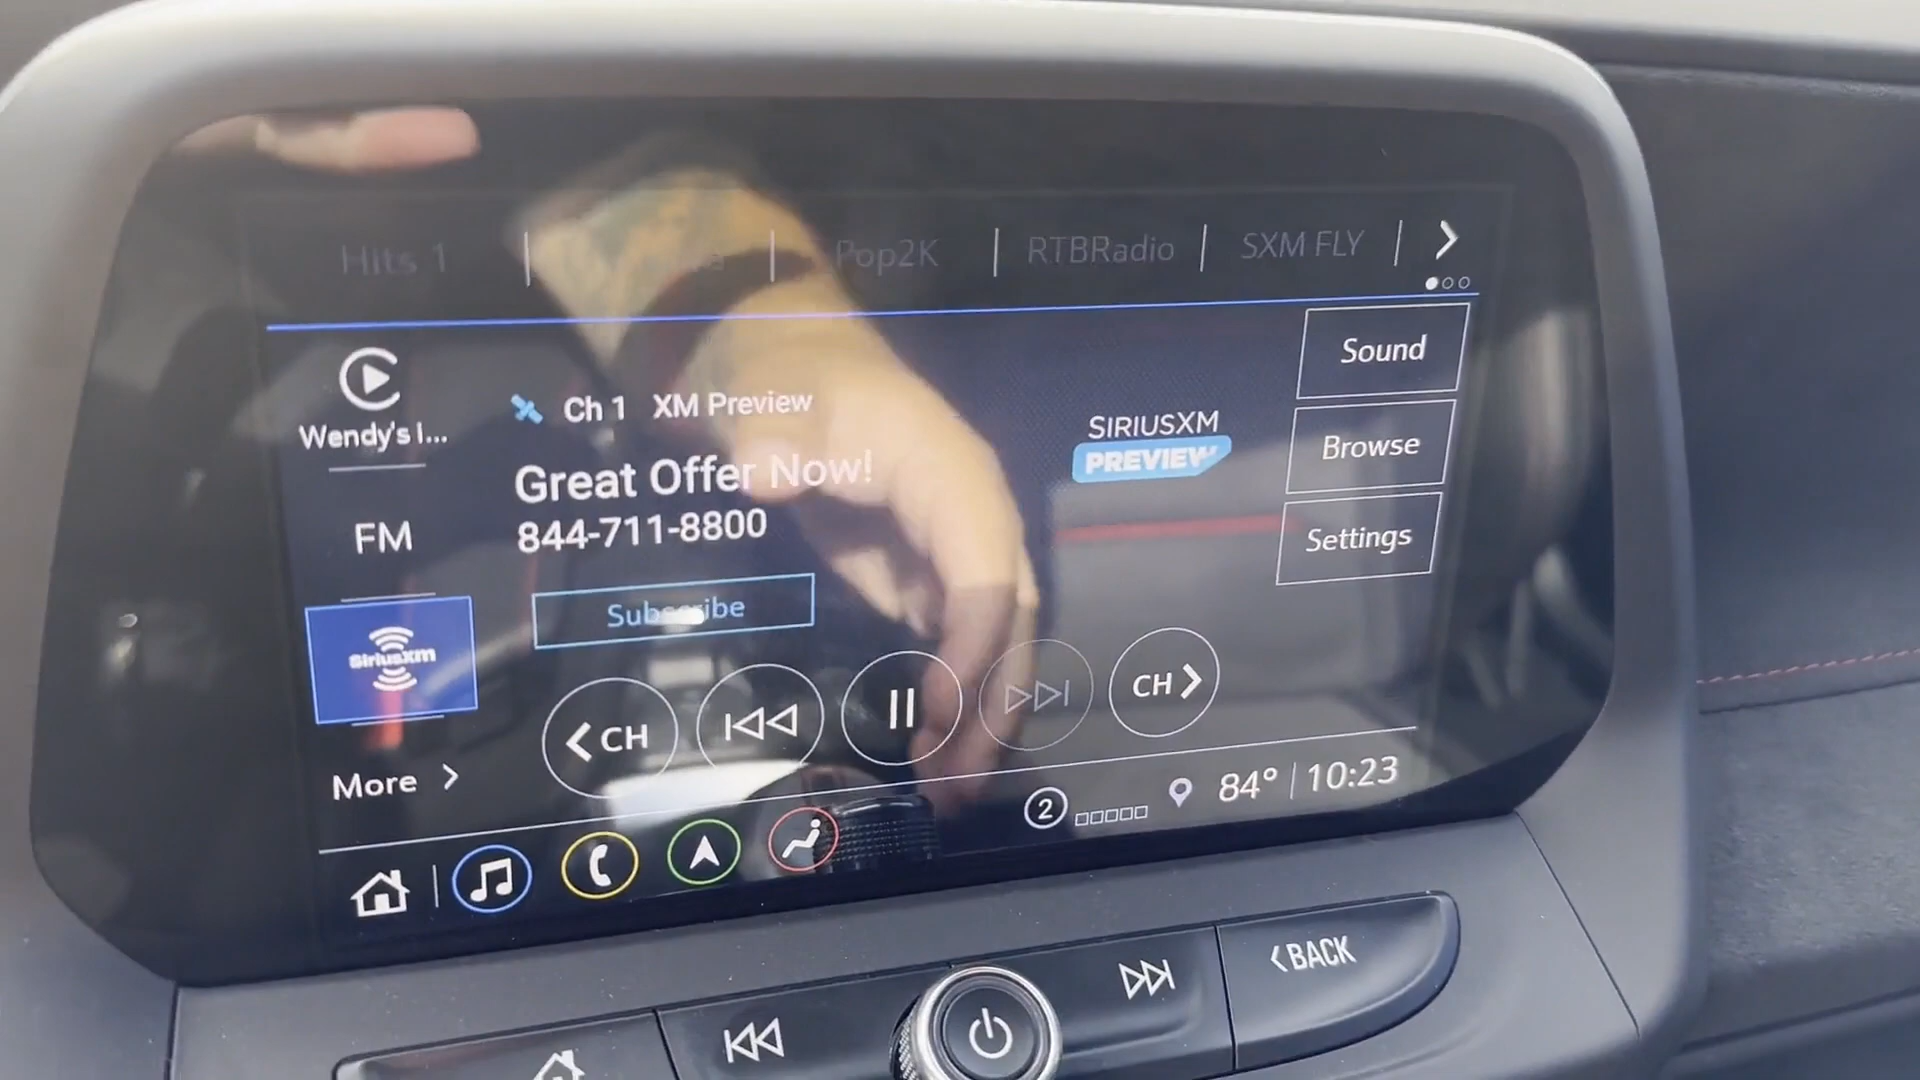 Hits 1
Pop2K
RTBRadio
SXM FLY
Wendy's I...
FM
SiriusXM
More
Ch 1 XM Preview
Great Offer Now!
844-711-8800
Subscribe
SIRIUSXM
PREVIEW
Sound
Browse
Settings
CH
CH
2
84° 10:23
BACK